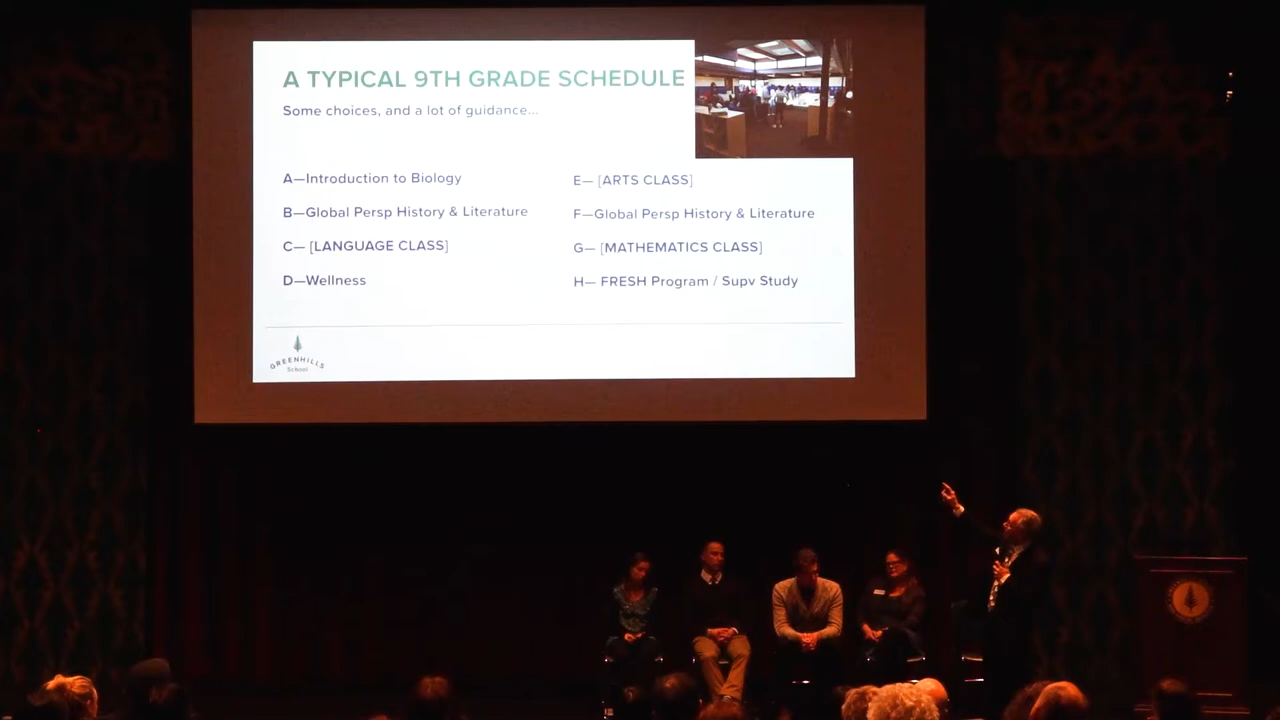 A TYPICAL 9TH GRADE SCHEDULE
Some choices, and a lot of guidance...
A—Introduction to Biology
B—Global Persp History & Literature
C— [LANGUAGE CLASS]
D—Wellness
E— [ARTS CLASS]
F—Global Persp History & Literature
G— [MATHEMATICS CLASS]
H— FRESH Program / Supv Study
GREENHILLS
School